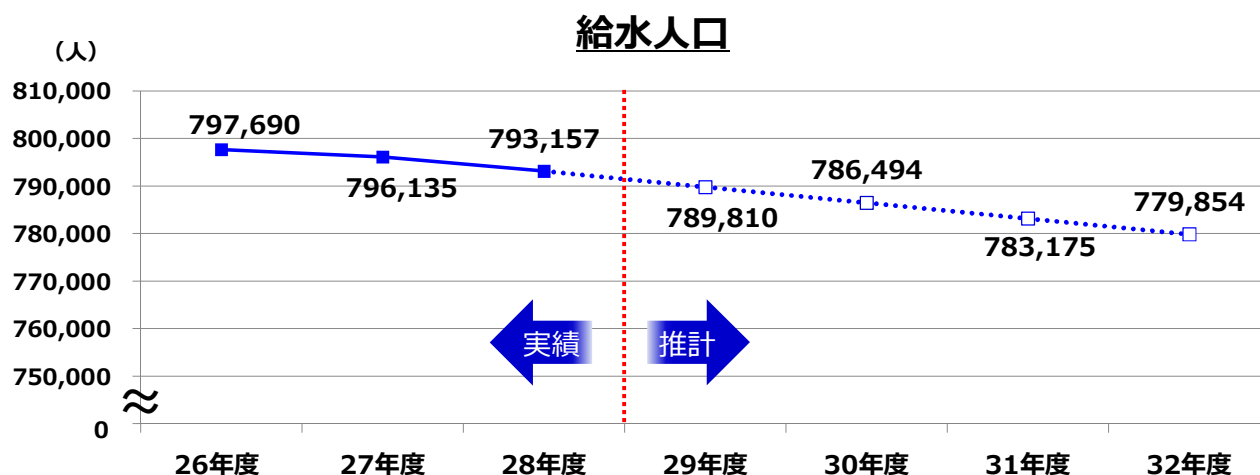 給水人口
（人）
810,000
800,000
790,000
780,000
770,000
760,000
750,000
0
797,690
796,135
793,157
789,810
786,494
783,175
779,854
実績
推計
26年度
27年度
28年度
29年度
30年度
31年度
32年度